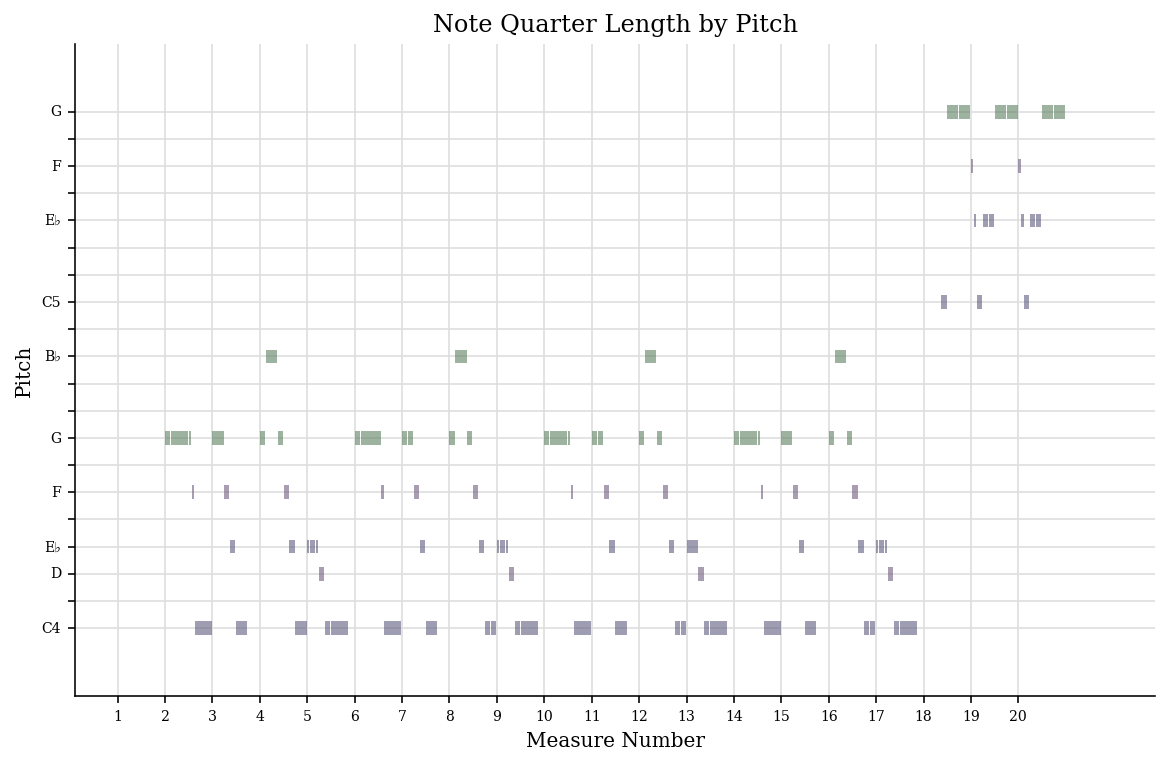 Note Quarter Length by Pitch
G
F
E♭
C5
B♭
G
F
E♭
D
C4
Pitch
1 2 3 4 5 6 7 8 9 10 11 12 13 14 15 16 17 18 19 20
Measure Number